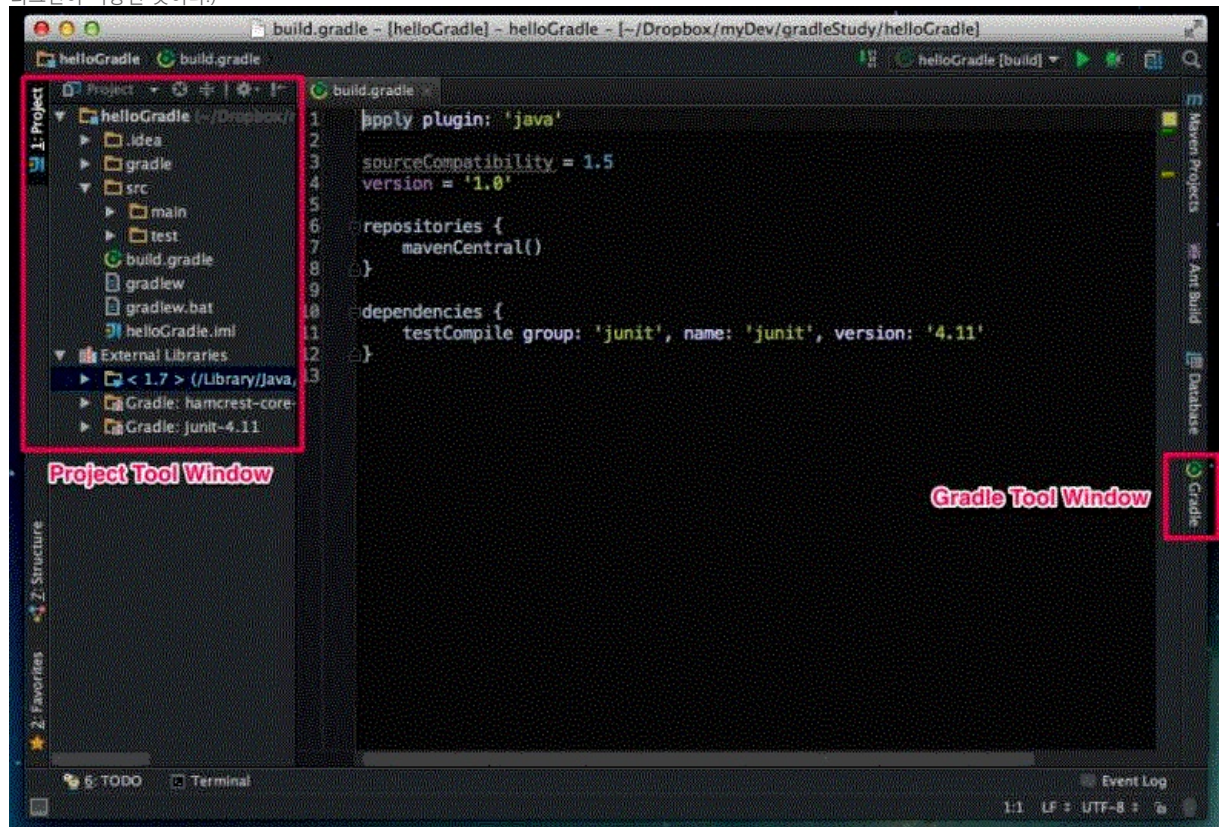 build.gradle - [helloGradle] - helloGradle - [~/Dropbox/myDev/gradleStudy/helloGradle]
helloGradle build.gradle
helloGradle [build]
Project
build.gradle
1: Project
helloGradle (~/Dropbox/
.idea
gradle
src
main
test
build.gradle
gradlew
gradlew.bat
helloGradle.iml
External Libraries
< 1.7 > (/Library/Java/
Gradle: hamcrest-core-
Gradle: junit-4.11
Project Tool Window
Z: Structure
2: Favorites
1 apply plugin: 'java'
2
3 sourceCompatibility = 1.5
4 version = '1.0'
5
6 repositories {
7 mavenCentral()
8 }
9
10 dependencies {
11 testCompile group: 'junit', name: 'junit', version: '4.11'
12 }
13
Maven Projects
Ant Build
Database
Gradle
Gradle Tool Window
6: TODO
Terminal
Event Log
1:1 LF UTF-8